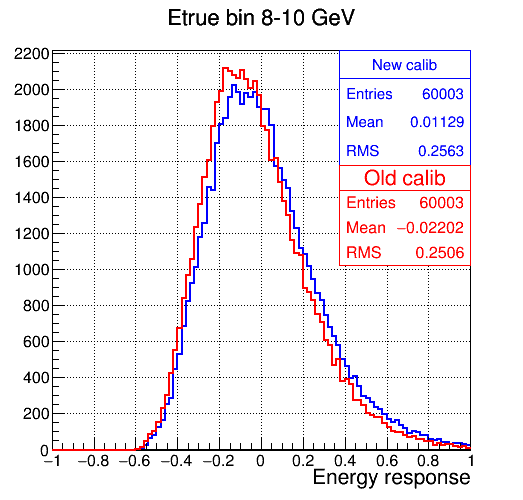 Etrue bin 8-10 GeV
New calib
Entries 60003
Mean 0.01129
RMS 0.2563
Old calib
Entries 60003
Mean −0.02202
RMS 0.2506
2200
2000
1800
1600
1400
1200
1000
800
600
400
200
0
−1 −0.8 −0.6 −0.4 −0.2 0 0.2 0.4 0.6 0.8 1
Energy response